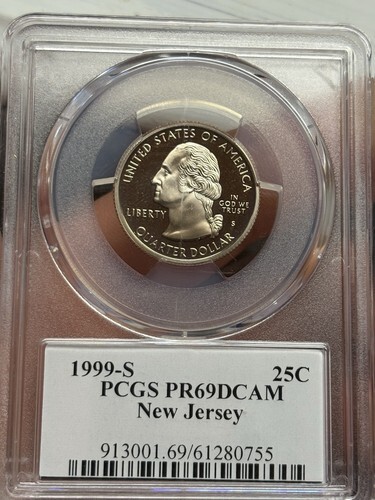 UNITED STATES OF AMERICA
LIBERTY
IN
GOD WE
TRUST
S
QUARTER DOLLAR
1999-S 25C
PCGS PR69DCAM
New Jersey
913001.69/61280755